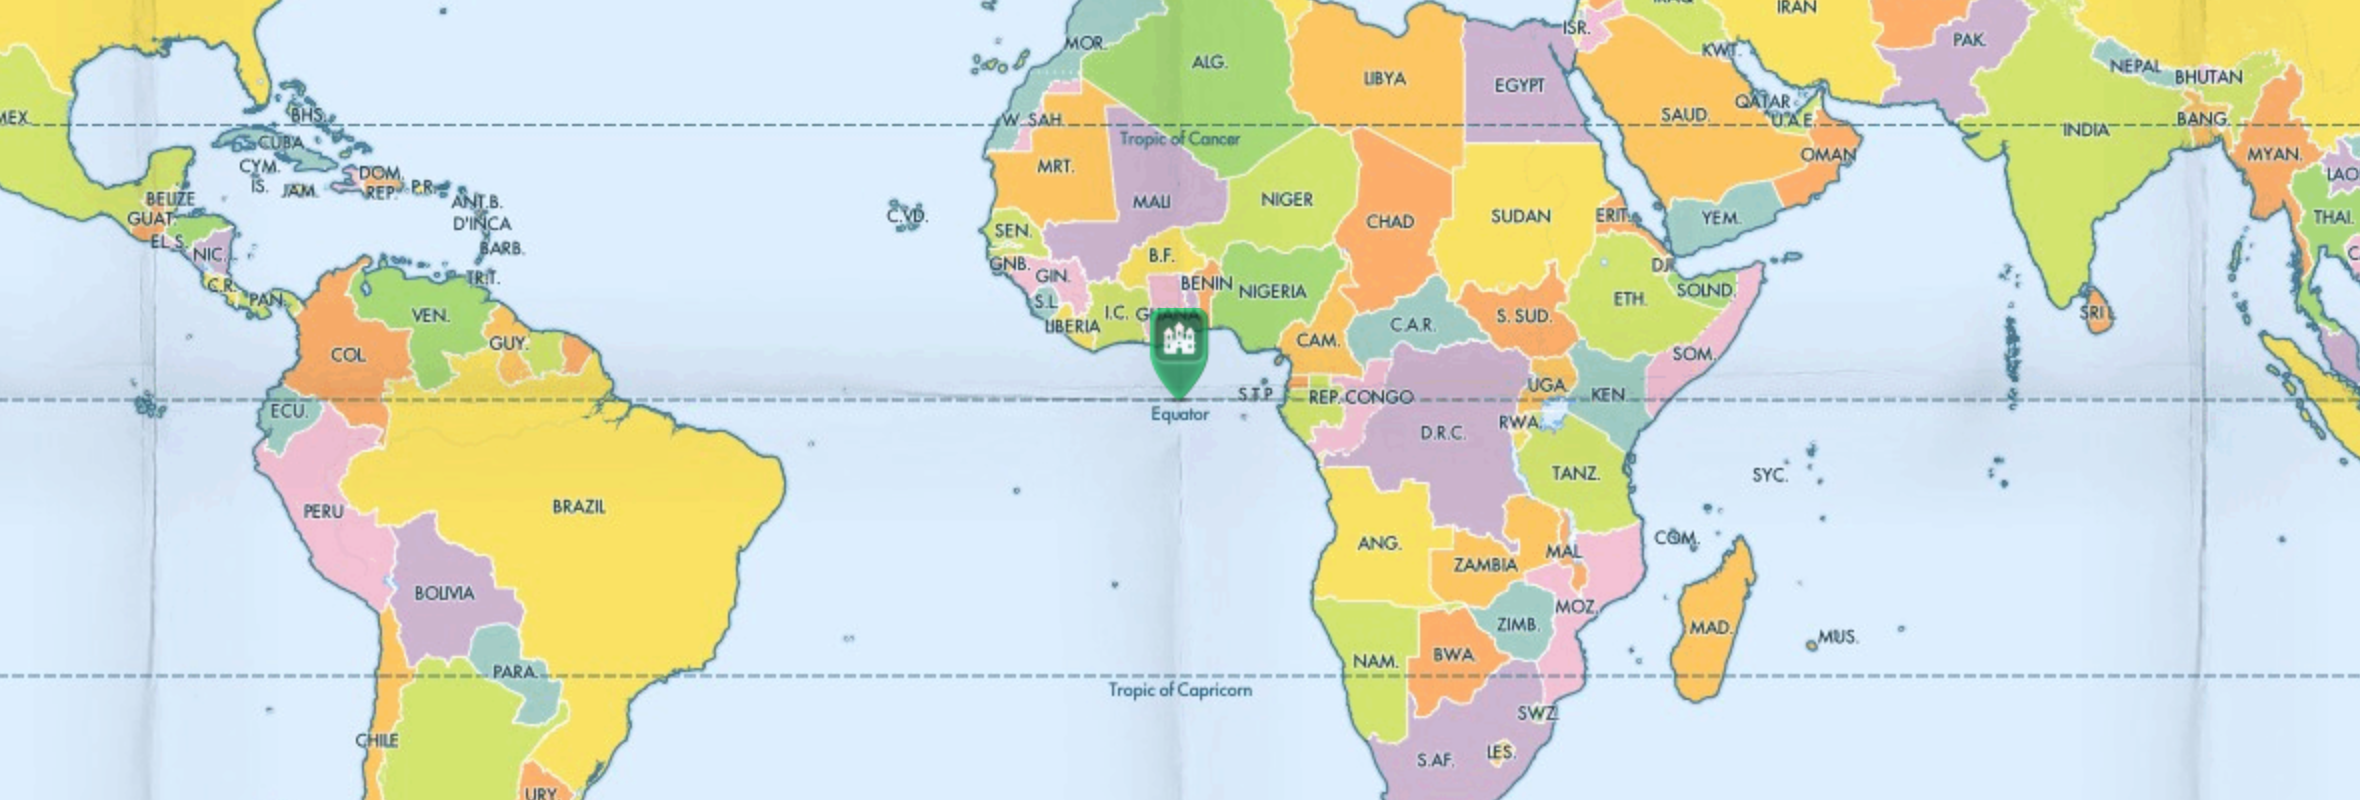 IRAN
ISR.
PAK.
MOR.
KWT.
ALG.
LIBYA
EGYPT
NEPAL
BHUTAN
QATAR
SAUD.
U.A.E.
MEX.
BHS.
W. SAH.
BANG.
INDIA
Tropic of Cancer
CUBA
CYM.
IS.
JAM.
DOM.
REP.
P.R.
MRT.
OMAN
MYAN.
LAO
BELIZE
GUAT.
ANT.B.
D'INCA
C.VD.
MALI
NIGER
CHAD
SUDAN
ERIT.
YEM.
THAI.
EL S.
NIC.
BARB.
SEN.
B.F.
GNB.
GIN.
DJI.
TR.T.
C.R.
PAN.
BENIN
NIGERIA
ETH.
SOLND.
S.L.
VEN.
LIBERIA
I.C.
GHANA
C.A.R.
S. SUD.
SRI L
GUY.
COL.
CAM.
SOM.
UGA.
KEN.
S.T.P.
REP. CONGO
ECU.
Equator
RWA.
D.R.C.
TANZ.
SYC.
PERU
BRAZIL
ANG.
COM.
MAL.
ZAMBIA
BOLIVIA
MOZ.
ZIMB.
MAD.
MUS.
NAM.
BWA.
PARA.
Tropic of Capricorn
SWZ.
CHILE
S.AF.
LES.
URY.